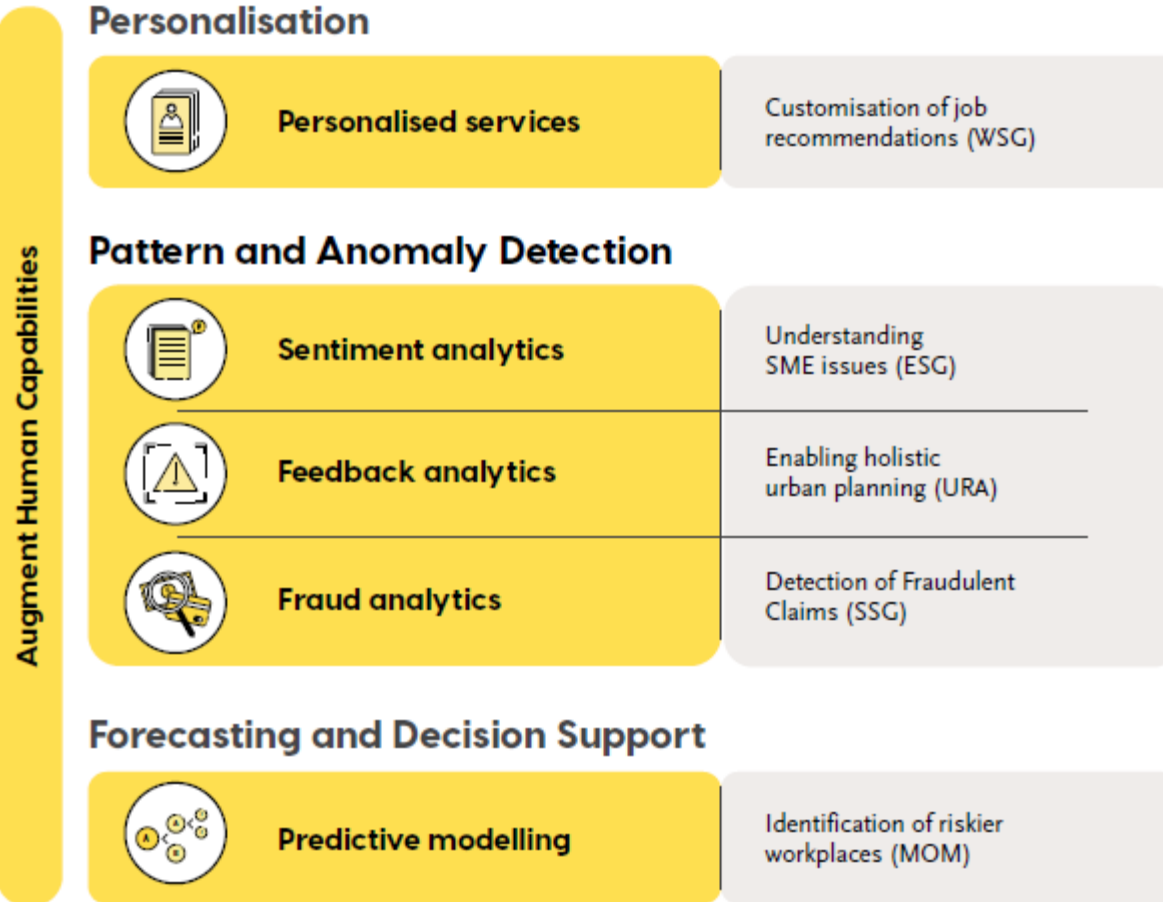 Augment Human Capabilities
Personalisation
Personalised services
Customisation of job
recommendations (WSG)
Pattern and Anomaly Detection
Sentiment analytics
Understanding
SME issues (ESG)
Feedback analytics
Enabling holistic
urban planning (URA)
Fraud analytics
Detection of Fraudulent
Claims (SSG)
Forecasting and Decision Support
Predictive modelling
Identification of riskier
workplaces (MOM)